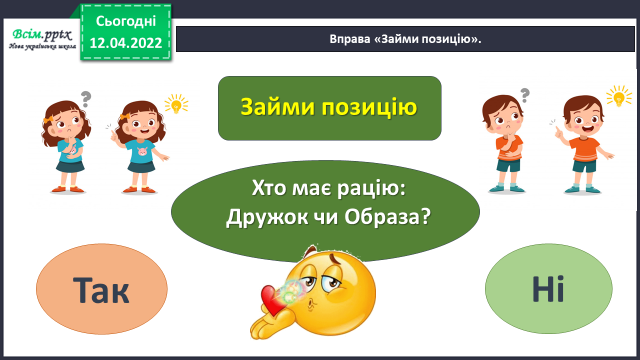 Всім.pptx
Нова українська школа
Сьогодні
12.04.2022
Вправа «Займи позицію».
Займи позицію
Хто має рацію:
Дружок чи Образа?
Так
Ні